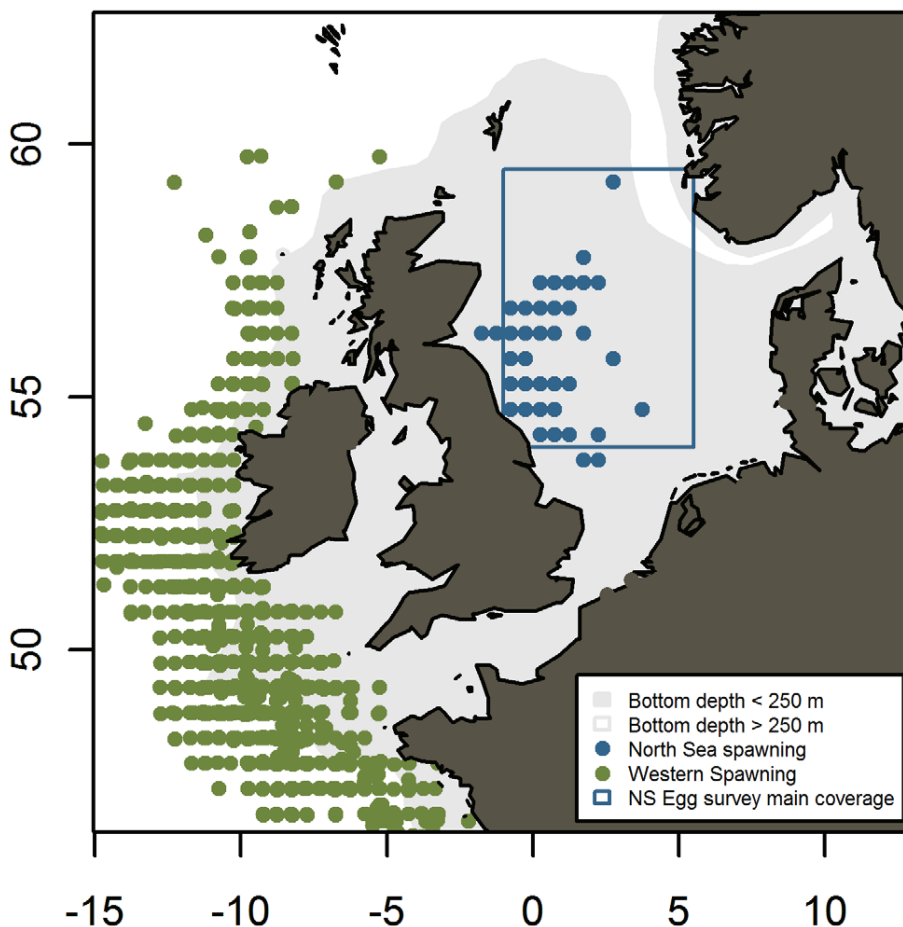 60
55
50
Bottom depth < 250 m
Bottom depth > 250 m
North Sea spawning
Western Spawning
NS Egg survey main coverage
-15 -10 -5 0 5 10